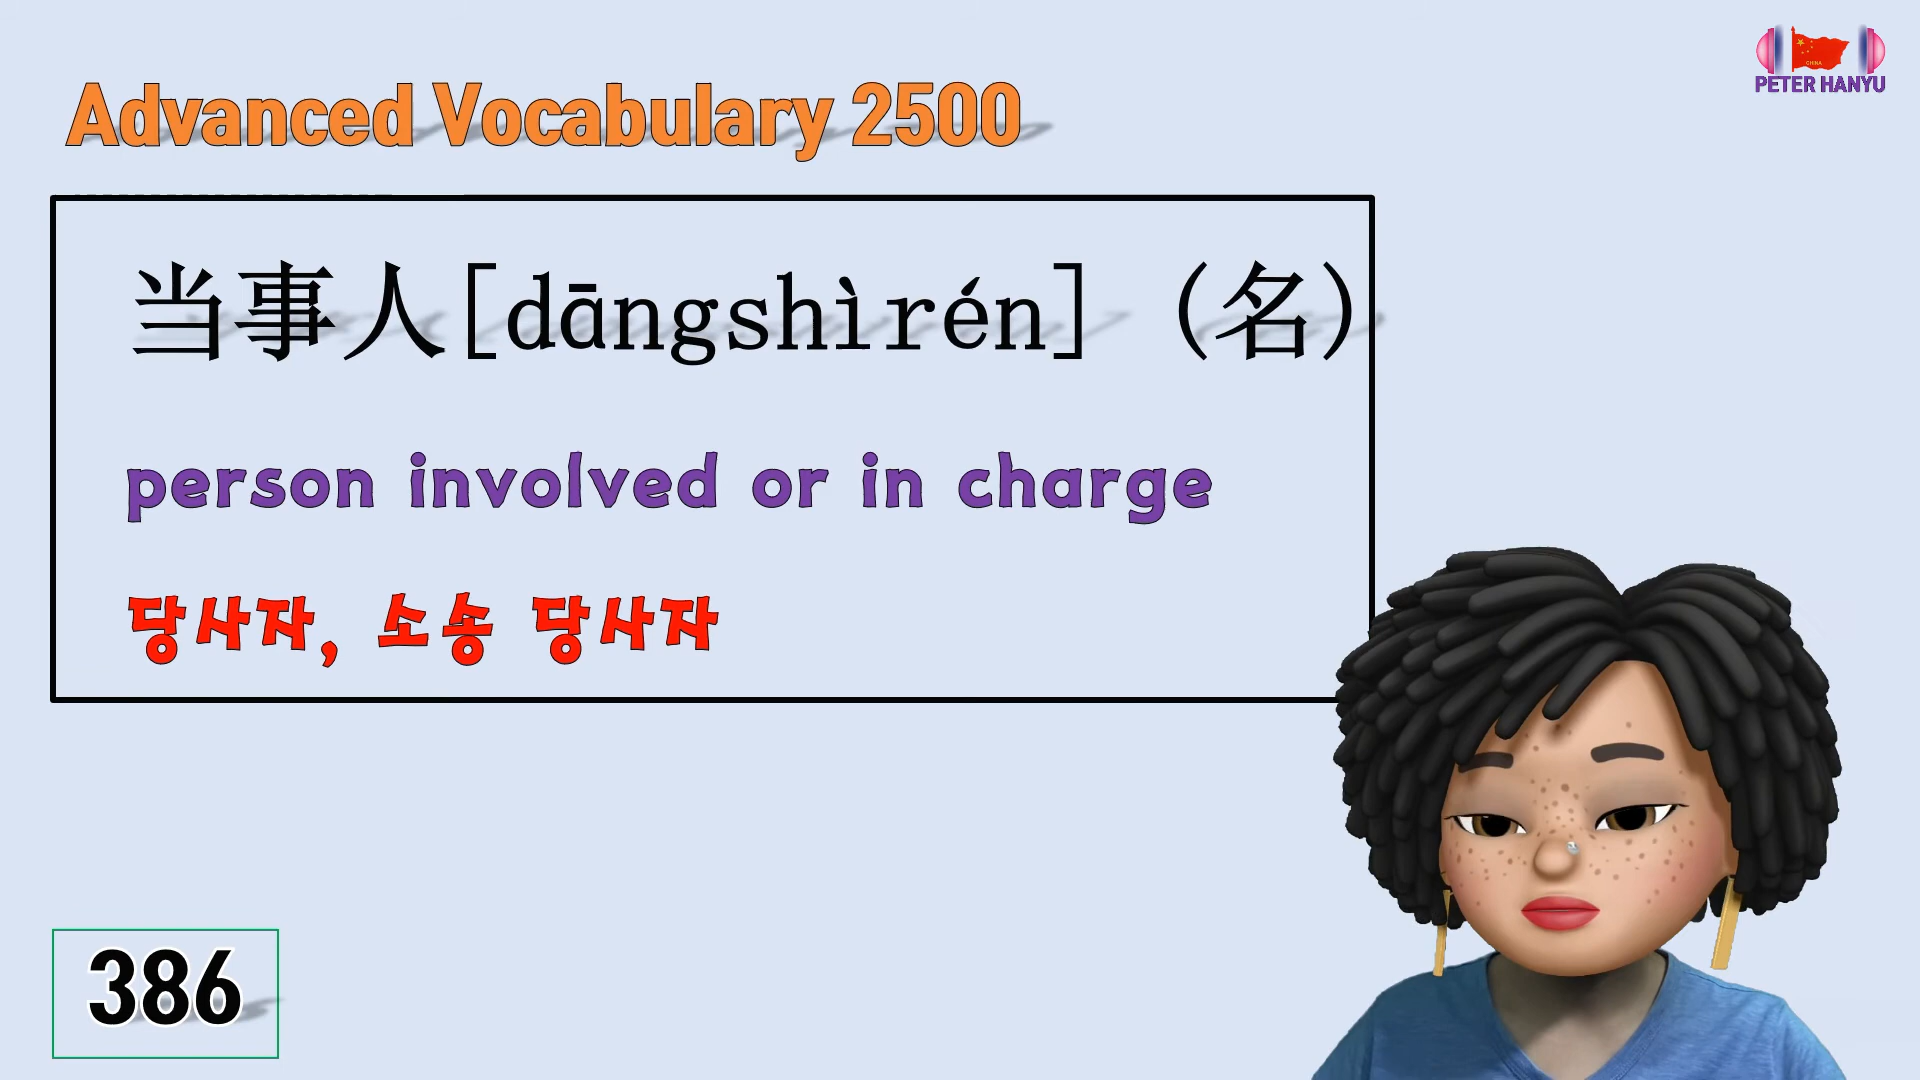 CHINA
PETER HANYU
Advanced Vocabulary 2500
当事人[dāngshìrén] (名)
person involved or in charge
당사자, 소송 당사자
386